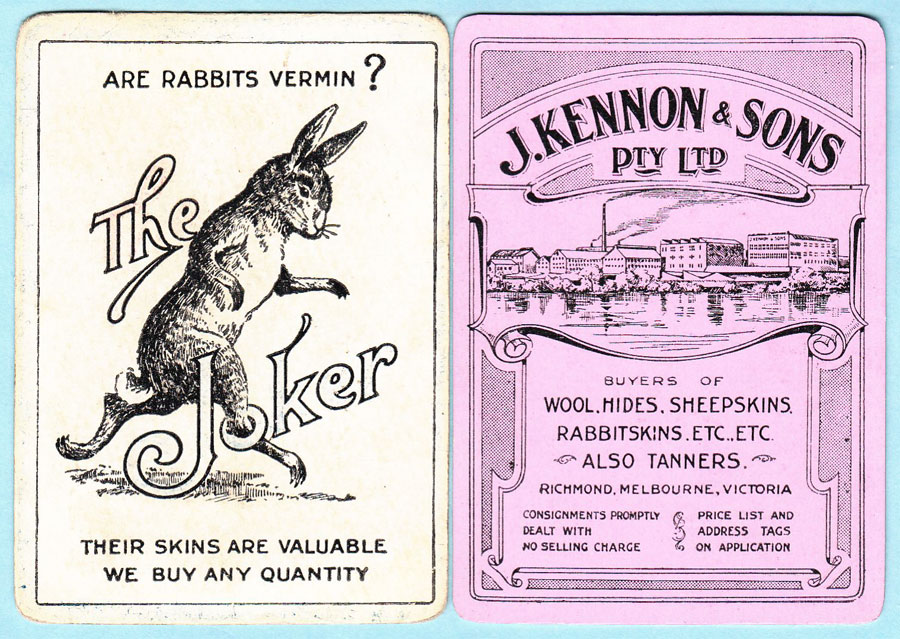 ARE RABBITS VERMIN?
The
Joker
THEIR SKINS ARE VALUABLE
WE BUY ANY QUANTITY
J. KENNON & SONS
PTY LTD
J. KENNON & SONS
BUYERS OF
WOOL, HIDES, SHEEPSKINS,
RABBITSKINS. ETC., ETC.
ALSO TANNERS.
RICHMOND, MELBOURNE, VICTORIA
CONSIGNMENTS PROMPTLY
DEALT WITH
NO SELLING CHARGE
PRICE LIST AND
ADDRESS TAGS
ON APPLICATION